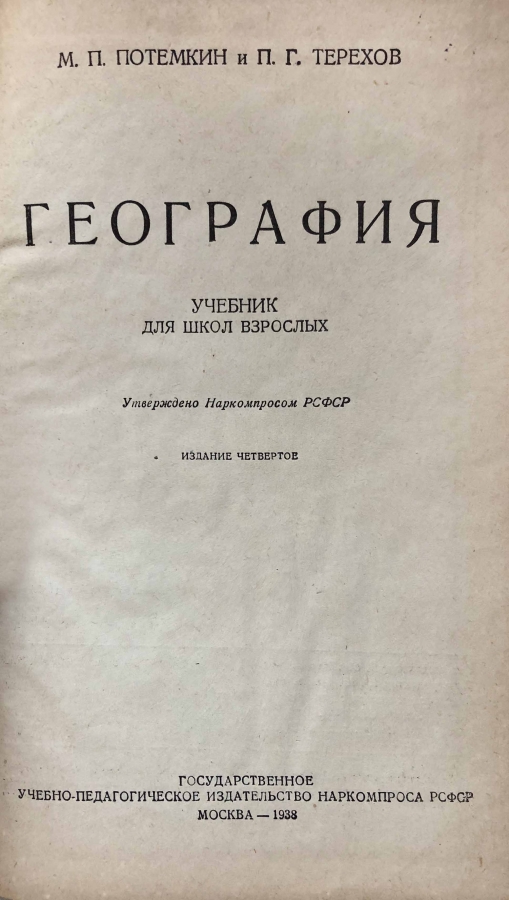 М. П. ПОТЕМКИН и П. Г. ТЕРЕХОВ
ГЕОГРАФИЯ
УЧЕБНИК
ДЛЯ ШКОЛ ВЗРОСЛЫХ
Утверждено Наркомпросом РСФСР
ИЗДАНИЕ ЧЕТВЕРТОЕ
ГОСУДАРСТВЕННОЕ
УЧЕБНО-ПЕДАГОГИЧЕСКОЕ ИЗДАТЕЛЬСТВО НАРКОМПРОСА РСФСР
МОСКВА — 1938